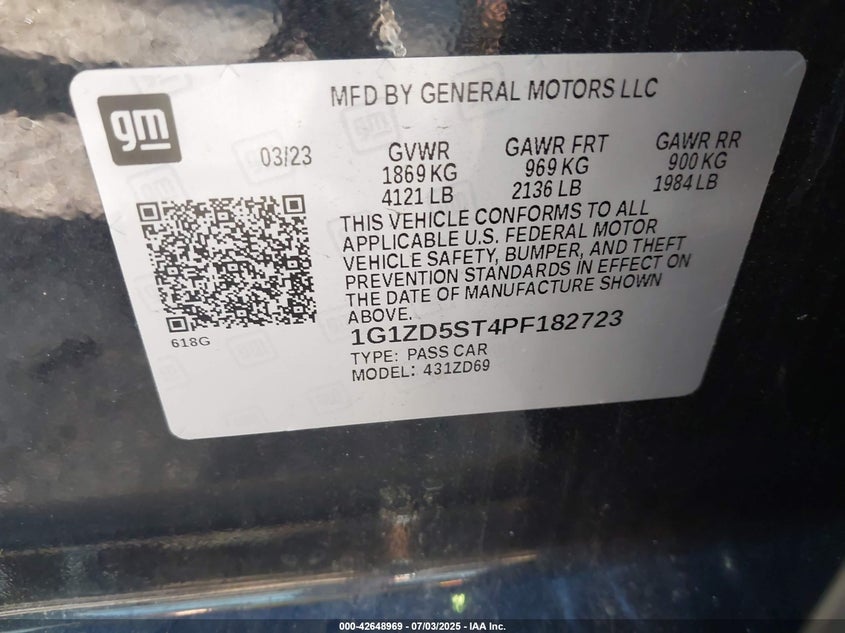 MFD BY GENERAL MOTORS LLC
gm
03/23
GVWR
1869 KG
4121 LB
GAWR FRT
969 KG
2136 LB
GAWR RR
900 KG
1984 LB
THIS VEHICLE CONFORMS TO ALL
APPLICABLE U.S. FEDERAL MOTOR
VEHICLE SAFETY, BUMPER, AND THEFT
PREVENTION STANDARDS IN EFFECT ON
THE DATE OF MANUFACTURE SHOWN
ABOVE.
1G1ZD5ST4PF182723
TYPE: PASS CAR
MODEL: 431ZD69
618G
000-42648969 - 07/03/2025 - IAA Inc.